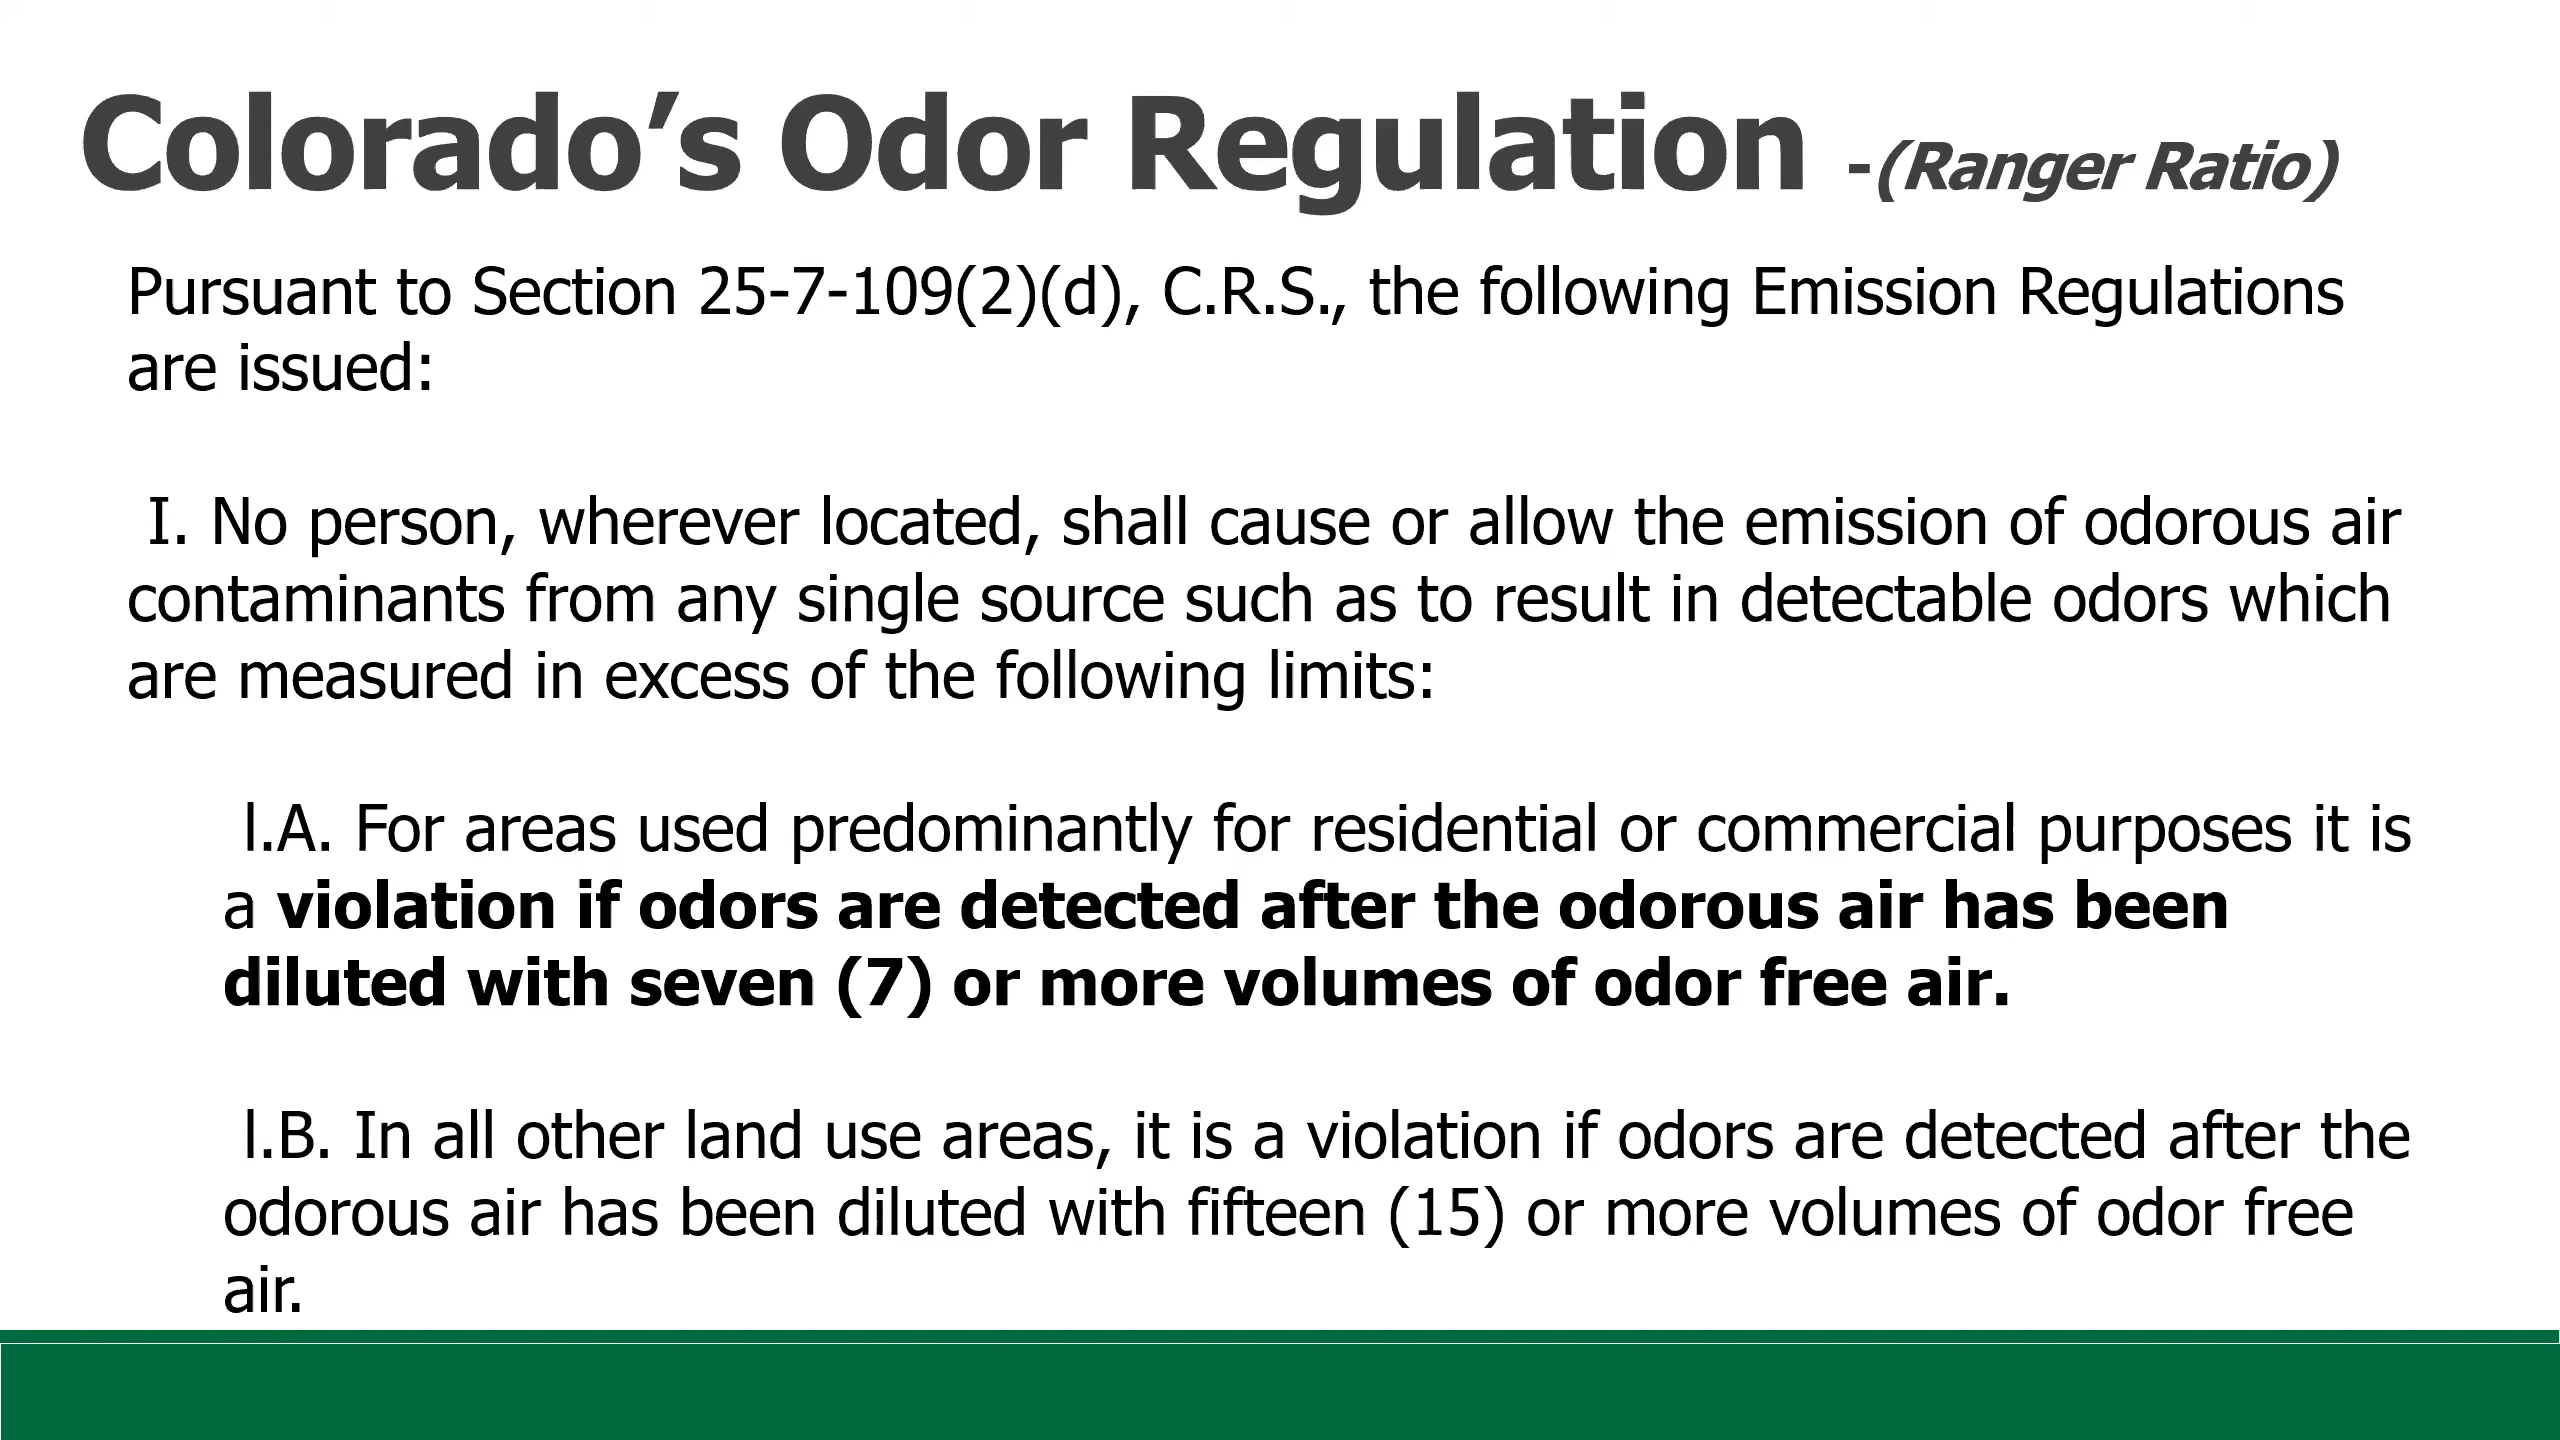 Colorado’s Odor Regulation -(Ranger Ratio)
Pursuant to Section 25-7-109(2)(d), C.R.S., the following Emission Regulations
are issued:
I. No person, wherever located, shall cause or allow the emission of odorous air
contaminants from any single source such as to result in detectable odors which
are measured in excess of the following limits:
l.A. For areas used predominantly for residential or commercial purposes it is
a violation if odors are detected after the odorous air has been
diluted with seven (7) or more volumes of odor free air.
l.B. In all other land use areas, it is a violation if odors are detected after the
odorous air has been diluted with fifteen (15) or more volumes of odor free
air.